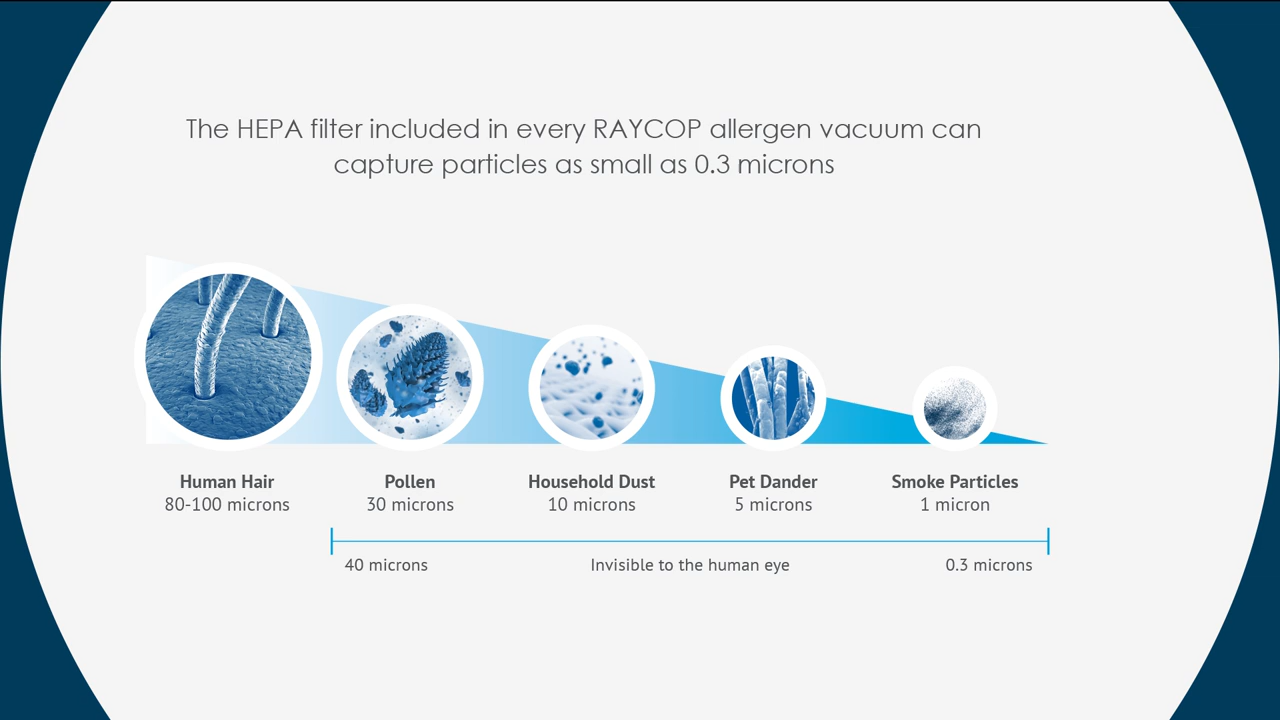 The HEPA filter included in every RAYCOP allergen vacuum can
capture particles as small as 0.3 microns
Human Hair
80-100 microns
Pollen
30 microns
Household Dust
10 microns
Pet Dander
5 microns
Smoke Particles
1 micron
40 microns
Invisible to the human eye
0.3 microns